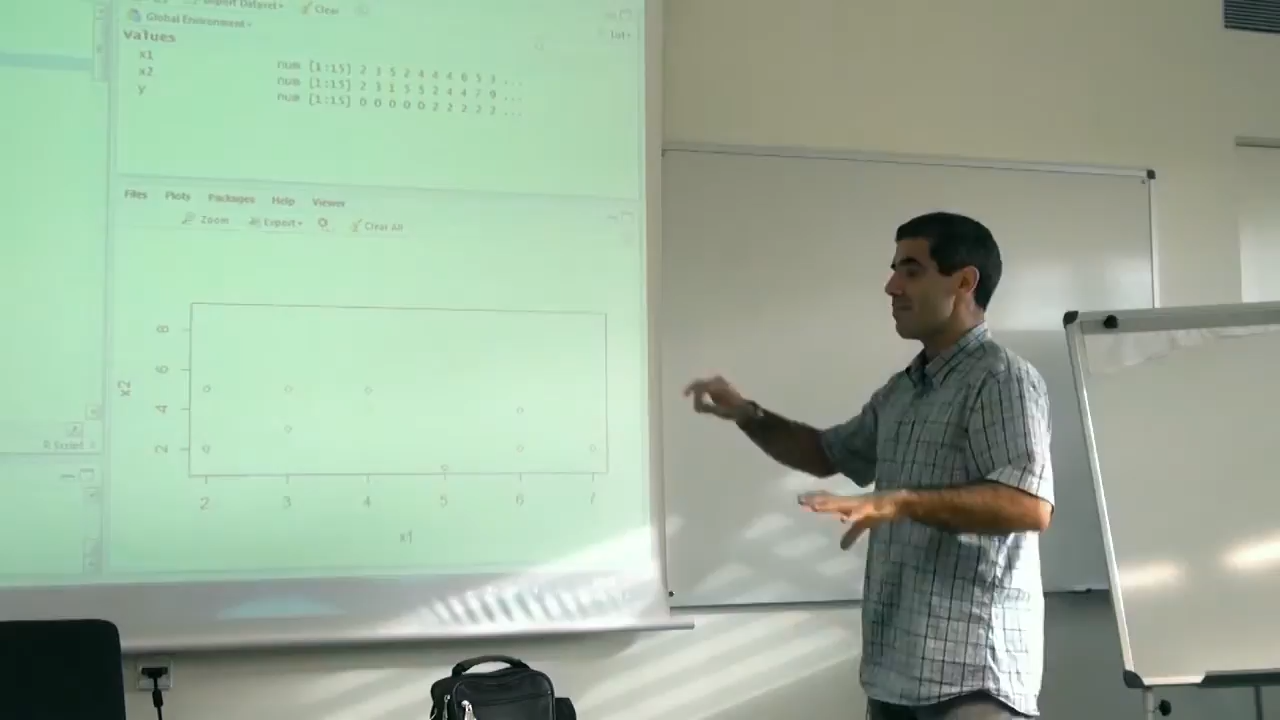 Import Dataset Clear
Global Environment
values
x1 num [1:15] 2 3 5 2 4 4 4 6 5 3 ...
x2 num [1:15] 2 3 1 5 5 2 4 4 7 9 ...
y num [1:15] 0 0 0 0 0 2 2 2 2 2 ...
Files Plots Packages Help Viewer
Zoom Export Clear All
8
6
4
2
x2
2 3 4 5 6 7
x1
R Script